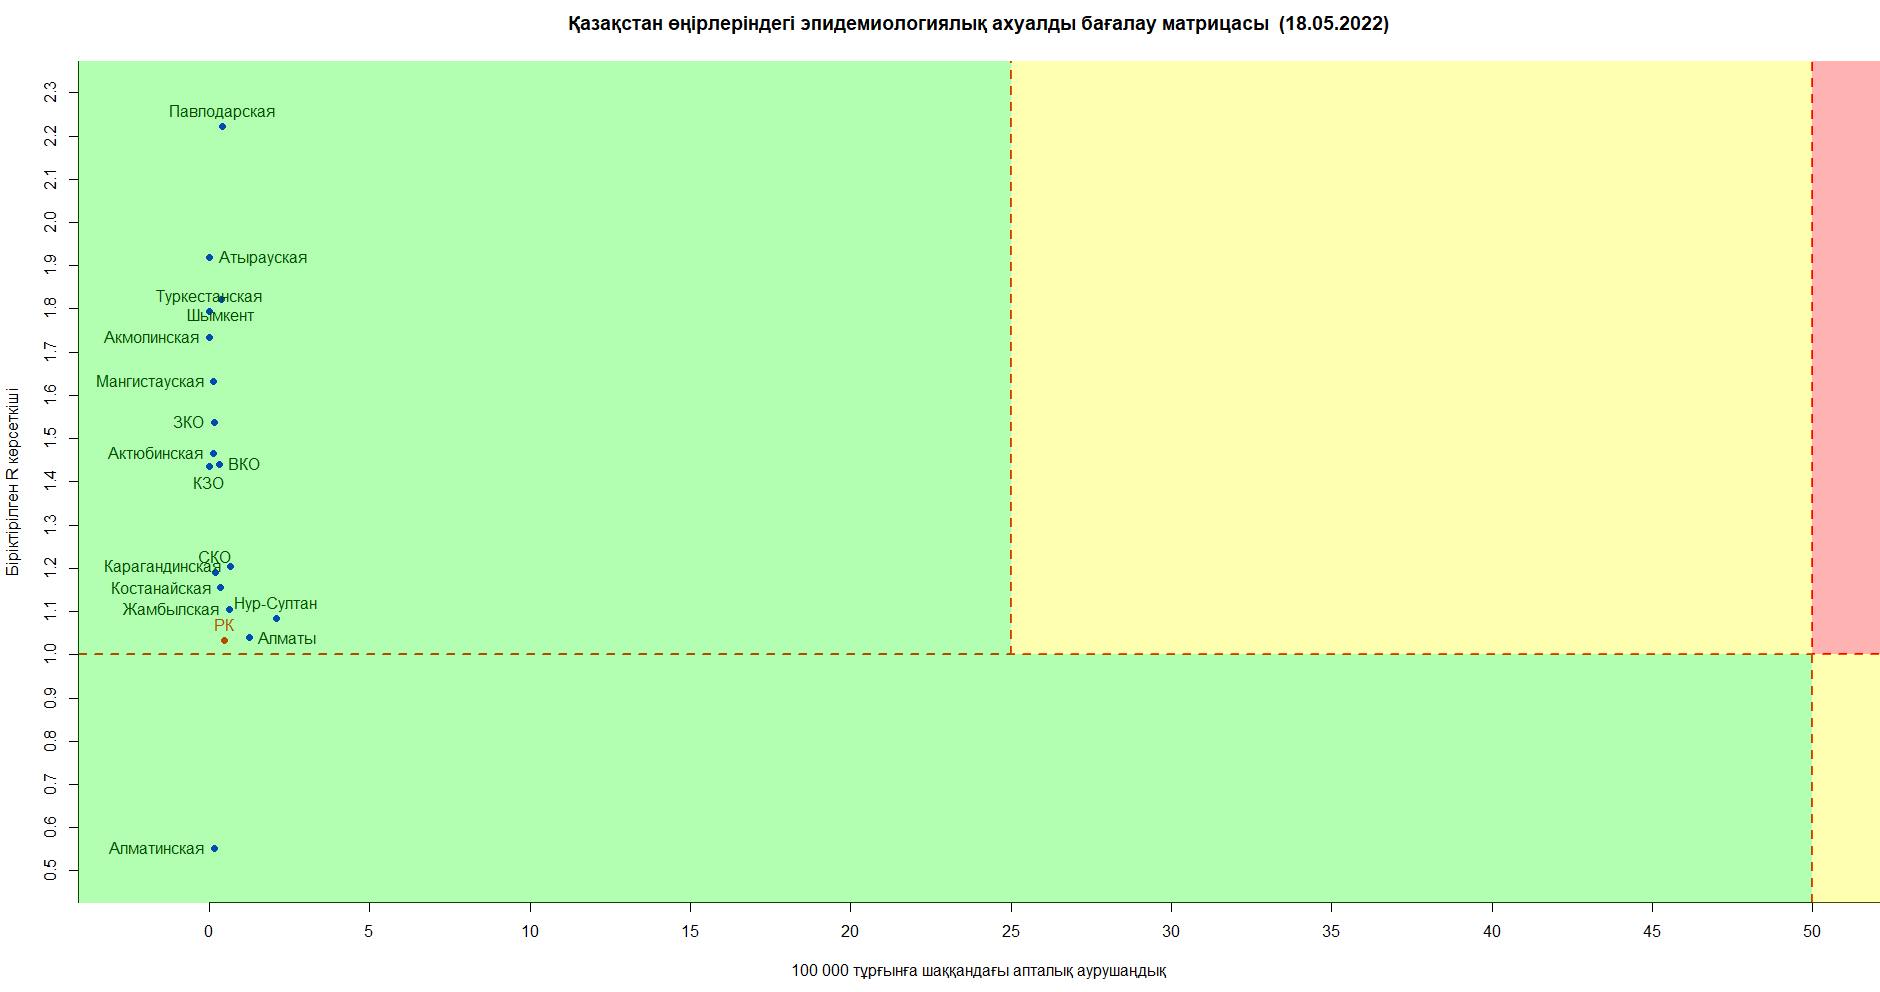 Қазақстан өңірлеріндегі эпидемиологиялық ахуалды бағалау матрицасы (18.05.2022)
Біріктірілген R көрсеткіші
2.3
2.2
2.1
2.0
1.9
1.8
1.7
1.6
1.5
1.4
1.3
1.2
1.1
1.0
0.9
0.8
0.7
0.6
0.5
Павлодарская
Атырауская
Туркестанская
Шымкент
Акмолинская
Мангистауская
ЗКО
Актюбинская
ВКО
КЗО
СКО
Карагандинская
Костанайская
Нур-Султан
Жамбылская
РК
Алматы
Алматинская
0 5 10 15 20 25 30 35 40 45 50
100 000 тұрғынға шаққандағы апталық аурушаңдық